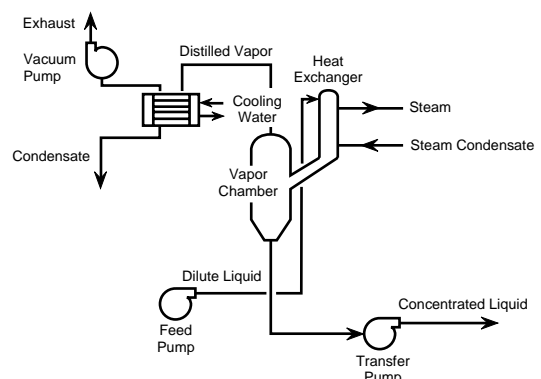 Exhaust
Vacuum
Pump
Distilled Vapor
Heat
Exchanger
Cooling
Water
Steam
Condensate
Steam Condensate
Vapor
Chamber
Dilute Liquid
Feed
Pump
Concentrated Liquid
Transfer
Pump